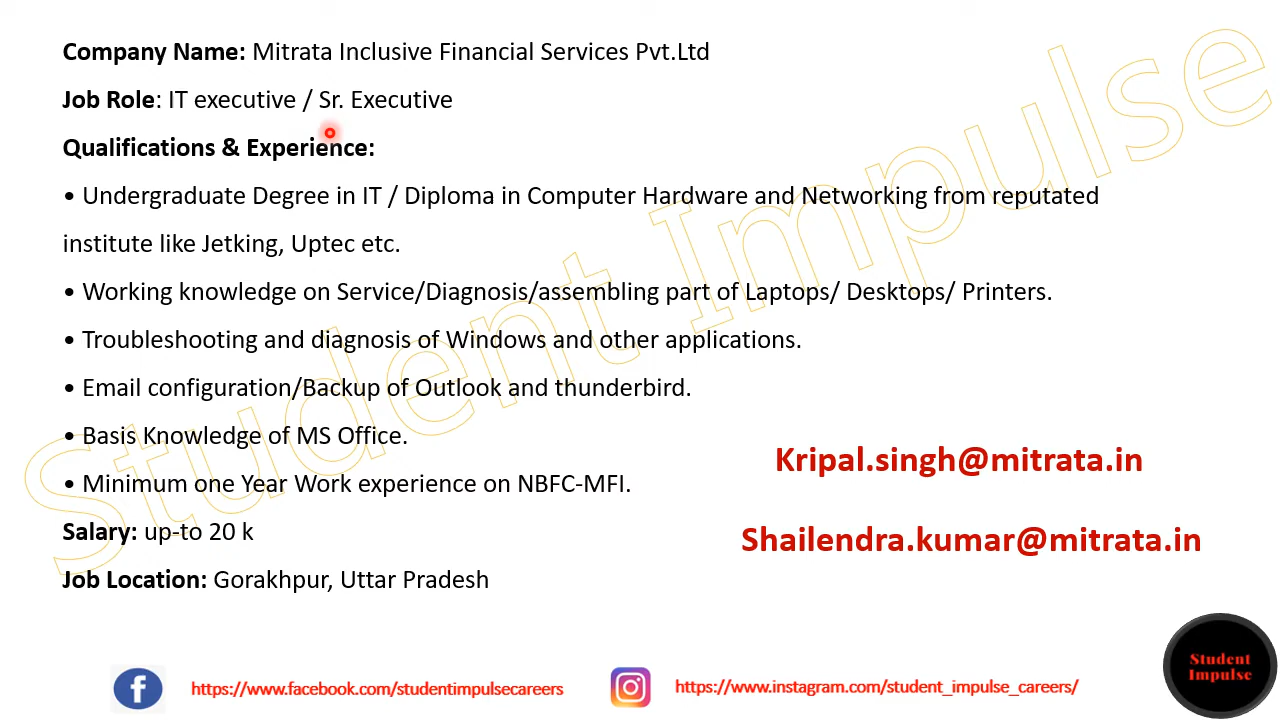 Company Name: Mitrata Inclusive Financial Services Pvt.Ltd
Job Role: IT executive / Sr. Executive
Qualifications & Experience:
• Undergraduate Degree in IT / Diploma in Computer Hardware and Networking from reputated
institute like Jetking, Uptec etc.
• Working knowledge on Service/Diagnosis/assembling part of Laptops/ Desktops/ Printers.
• Troubleshooting and diagnosis of Windows and other applications.
• Email configuration/Backup of Outlook and thunderbird.
• Basis Knowledge of MS Office.
• Minimum one Year Work experience on NBFC-MFI.
Salary: up-to 20 k
Job Location: Gorakhpur, Uttar Pradesh
Kripal.singh@mitrata.in
Shailendra.kumar@mitrata.in
Student Impulse
https://www.facebook.com/studentimpulsecareers
https://www.instagram.com/student_impulse_careers/
Student
Impulse